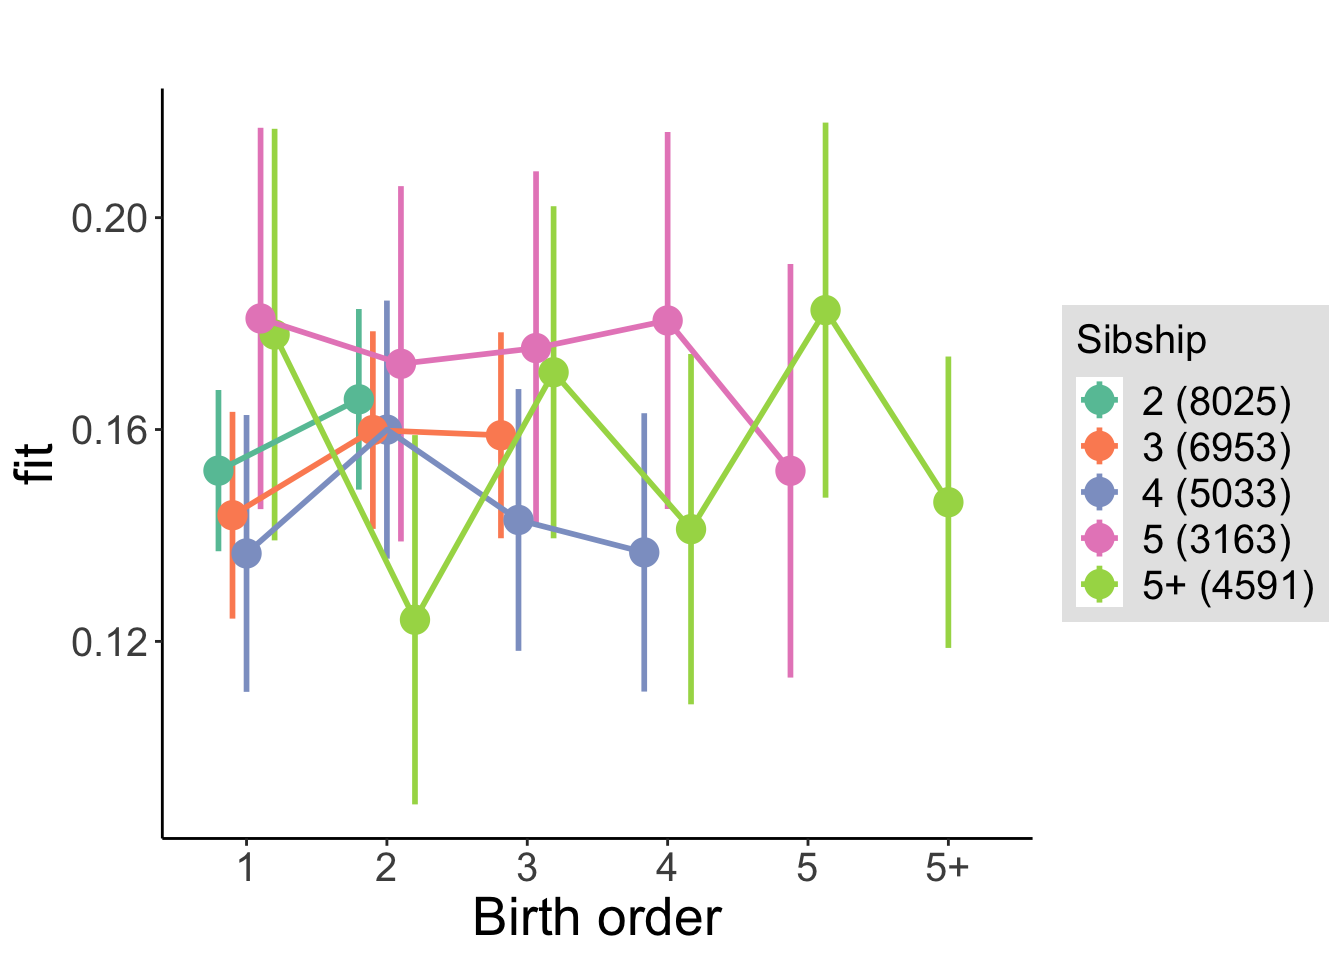 0.20
0.16
0.12
fit
1 2 3 4 5 5+
Birth order
Sibship
2 (8025)
3 (6953)
4 (5033)
5 (3163)
5+ (4591)